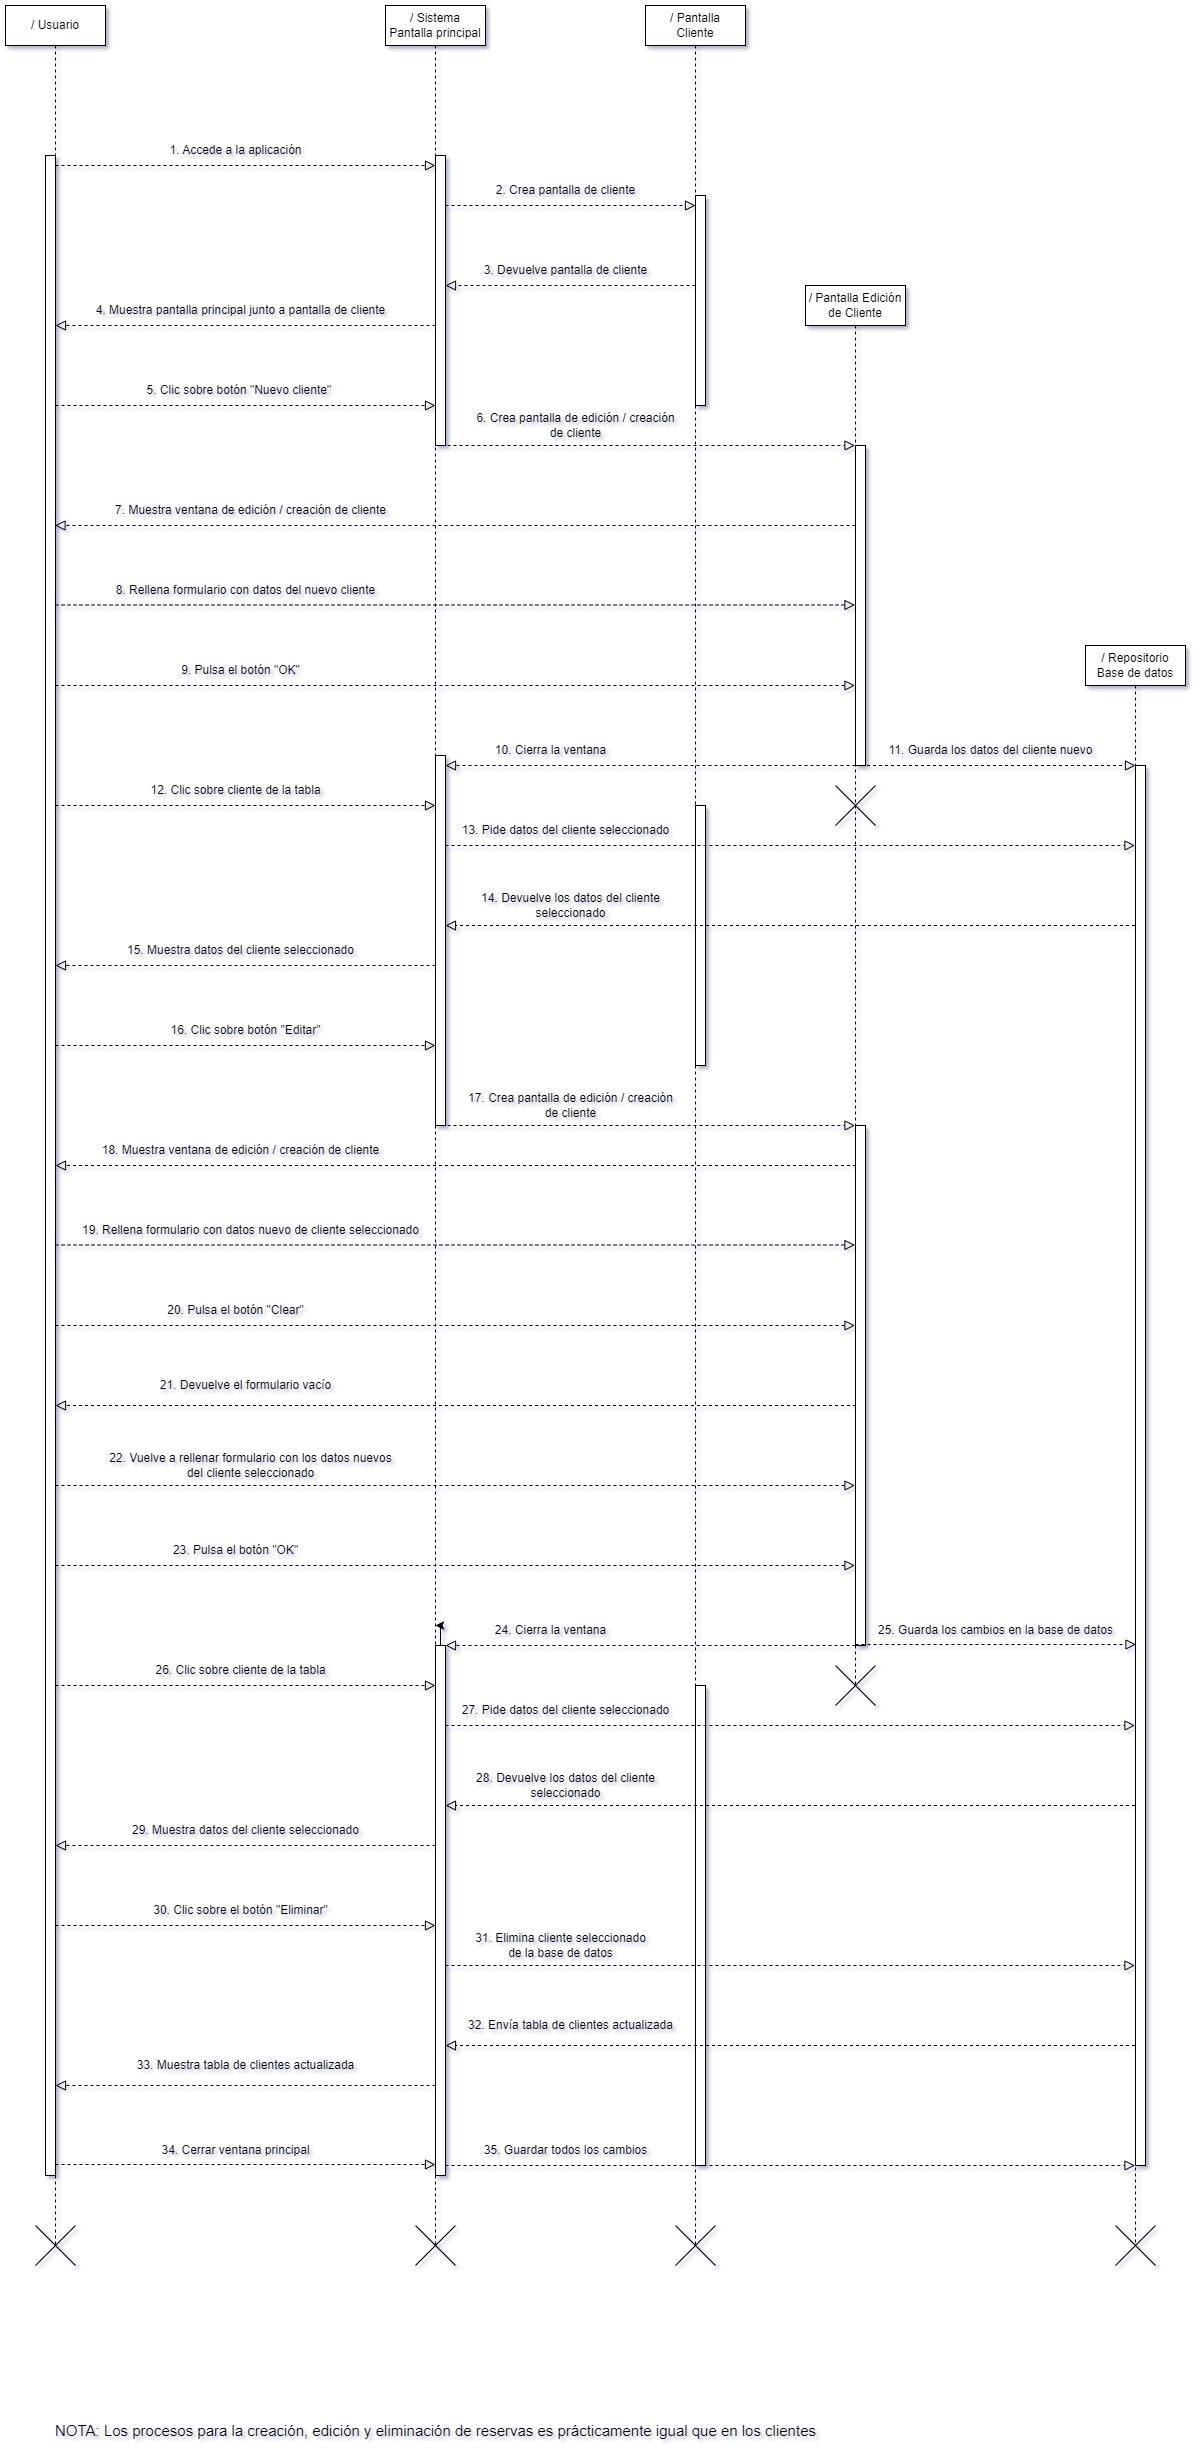 / Usuario
/ Sistema
Pantalla principal
/ Pantalla
Cliente
1. Accede a la aplicación
2. Crea pantalla de cliente
3. Devuelve pantalla de cliente
/ Pantalla Edición
de Cliente
4. Muestra pantalla principal junto a pantalla de cliente
5. Clic sobre botón "Nuevo cliente"
6. Crea pantalla de edición / creación
de cliente
7. Muestra ventana de edición / creación de cliente
8. Rellena formulario con datos del nuevo cliente
/ Repositorio
Base de datos
9. Pulsa el botón "OK"
10. Cierra la ventana
11. Guarda los datos del cliente nuevo
12. Clic sobre cliente de la tabla
13. Pide datos del cliente seleccionado
14. Devuelve los datos del cliente
seleccionado
15. Muestra datos del cliente seleccionado
16. Clic sobre botón "Editar"
17. Crea pantalla de edición / creación
de cliente
18. Muestra ventana de edición / creación de cliente
19. Rellena formulario con datos nuevo de cliente seleccionado
20. Pulsa el botón "Clear"
21. Devuelve el formulario vacío
22. Vuelve a rellenar formulario con los datos nuevos
del cliente seleccionado
23. Pulsa el botón "OK"
24. Cierra la ventana
25. Guarda los cambios en la base de datos
26. Clic sobre cliente de la tabla
27. Pide datos del cliente seleccionado
28. Devuelve los datos del cliente
seleccionado
29. Muestra datos del cliente seleccionado
30. Clic sobre el botón "Eliminar"
31. Elimina cliente seleccionado
de la base de datos
32. Envía tabla de clientes actualizada
33. Muestra tabla de clientes actualizada
34. Cerrar ventana principal
35. Guardar todos los cambios
NOTA: Los procesos para la creación, edición y eliminación de reservas es prácticamente igual que en los clientes